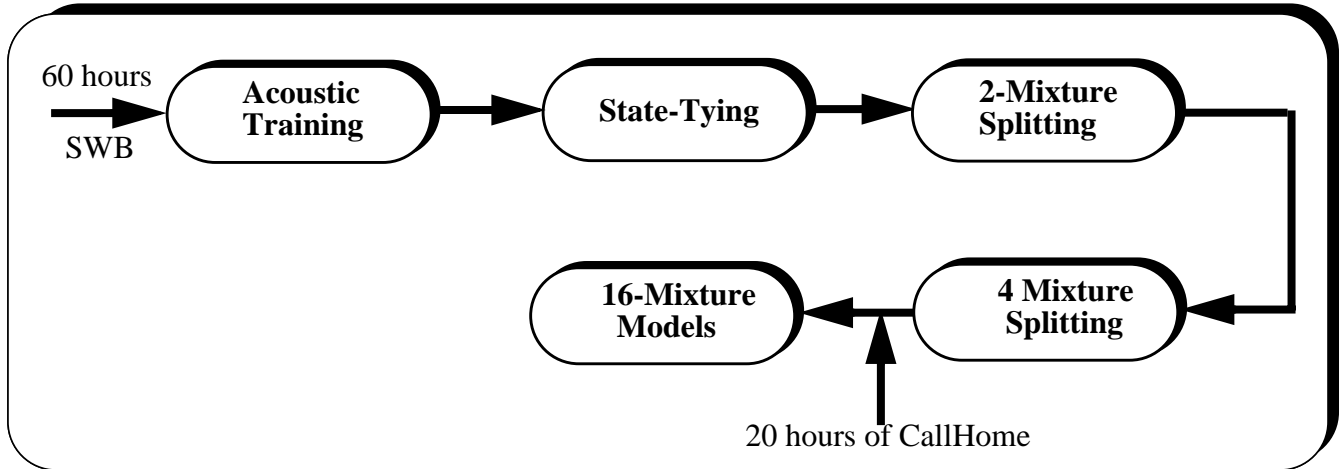 60 hours
SWB
Acoustic
Training
State-Tying
2-Mixture
Splitting
4 Mixture
Splitting
16-Mixture
Models
20 hours of CallHome